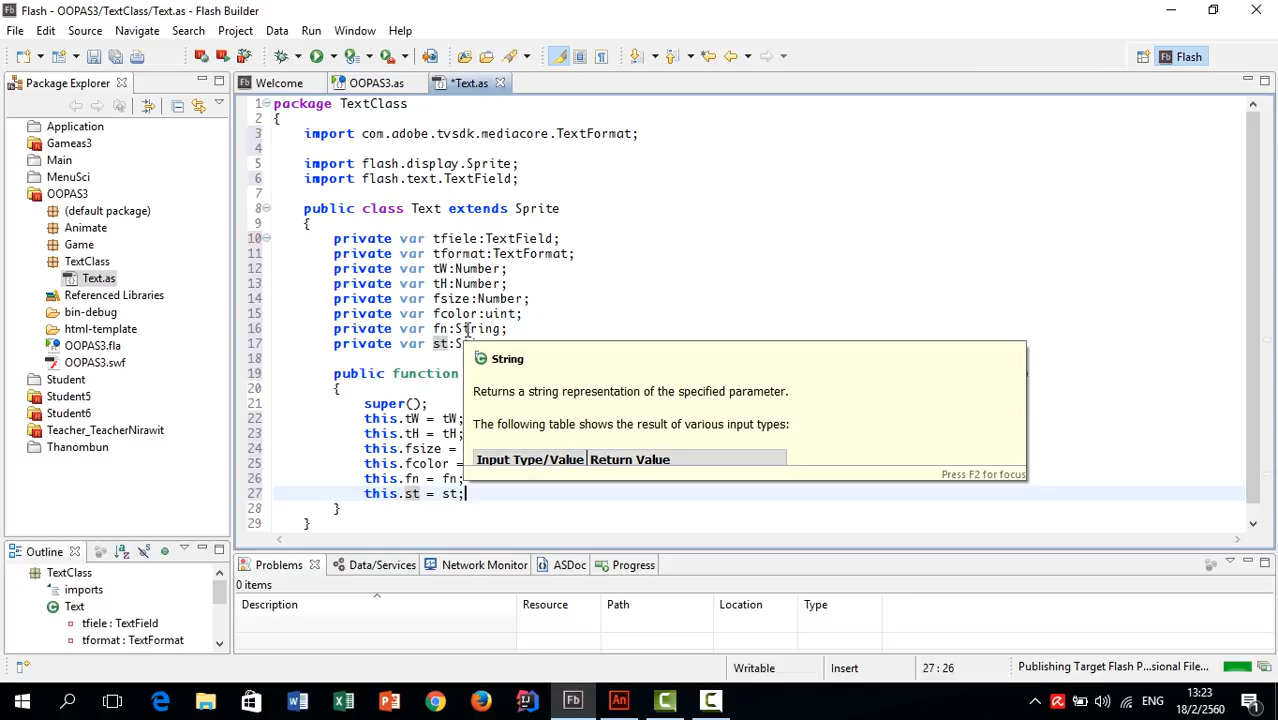 Flash - OOPAS3/TextClass/Text.as - Flash Builder
File Edit Source Navigate Search Project Data Run Window Help
Flash
Package Explorer
Application
Gameas3
Main
MenuSci
OOPAS3
(default package)
Animate
Game
TextClass
Text.as
Referenced Libraries
bin-debug
html-template
OOPAS3.fla
OOPAS3.swf
Student
Student5
Student6
Teacher_TeacherNirawit
Thanombun
Outline
TextClass
imports
Text
tfiele : TextField
tformat : TextFormat
Welcome OOPAS3.as *Text.as
1 package TextClass
2 {
3 import com.adobe.tvsdk.mediacore.TextFormat;
4
5 import flash.display.Sprite;
6 import flash.text.TextField;
7
8 public class Text extends Sprite
9 {
10 private var tfiele:TextField;
11 private var tformat:TextFormat;
12 private var tW:Number;
13 private var tH:Number;
14 private var fsize:Number;
15 private var fcolor:uint;
16 private var fn:String;
17 private var st:S
18
19 public function
20 {
21 super();
22 this.tW = tW;
23 this.tH = tH;
24 this.fsize =
25 this.fcolor =
26 this.fn = fn;
27 this.st = st;
28 }
29 }
String
Returns a string representation of the specified parameter.
The following table shows the result of various input types:
Input Type/Value Return Value
Press F2 for focus
Problems Data/Services Network Monitor ASDoc Progress
0 items
Description Resource Path Location Type
Writable Insert 27 : 26 Publishing Target Flash P...sional File...
ENG
13:23
18/2/2560